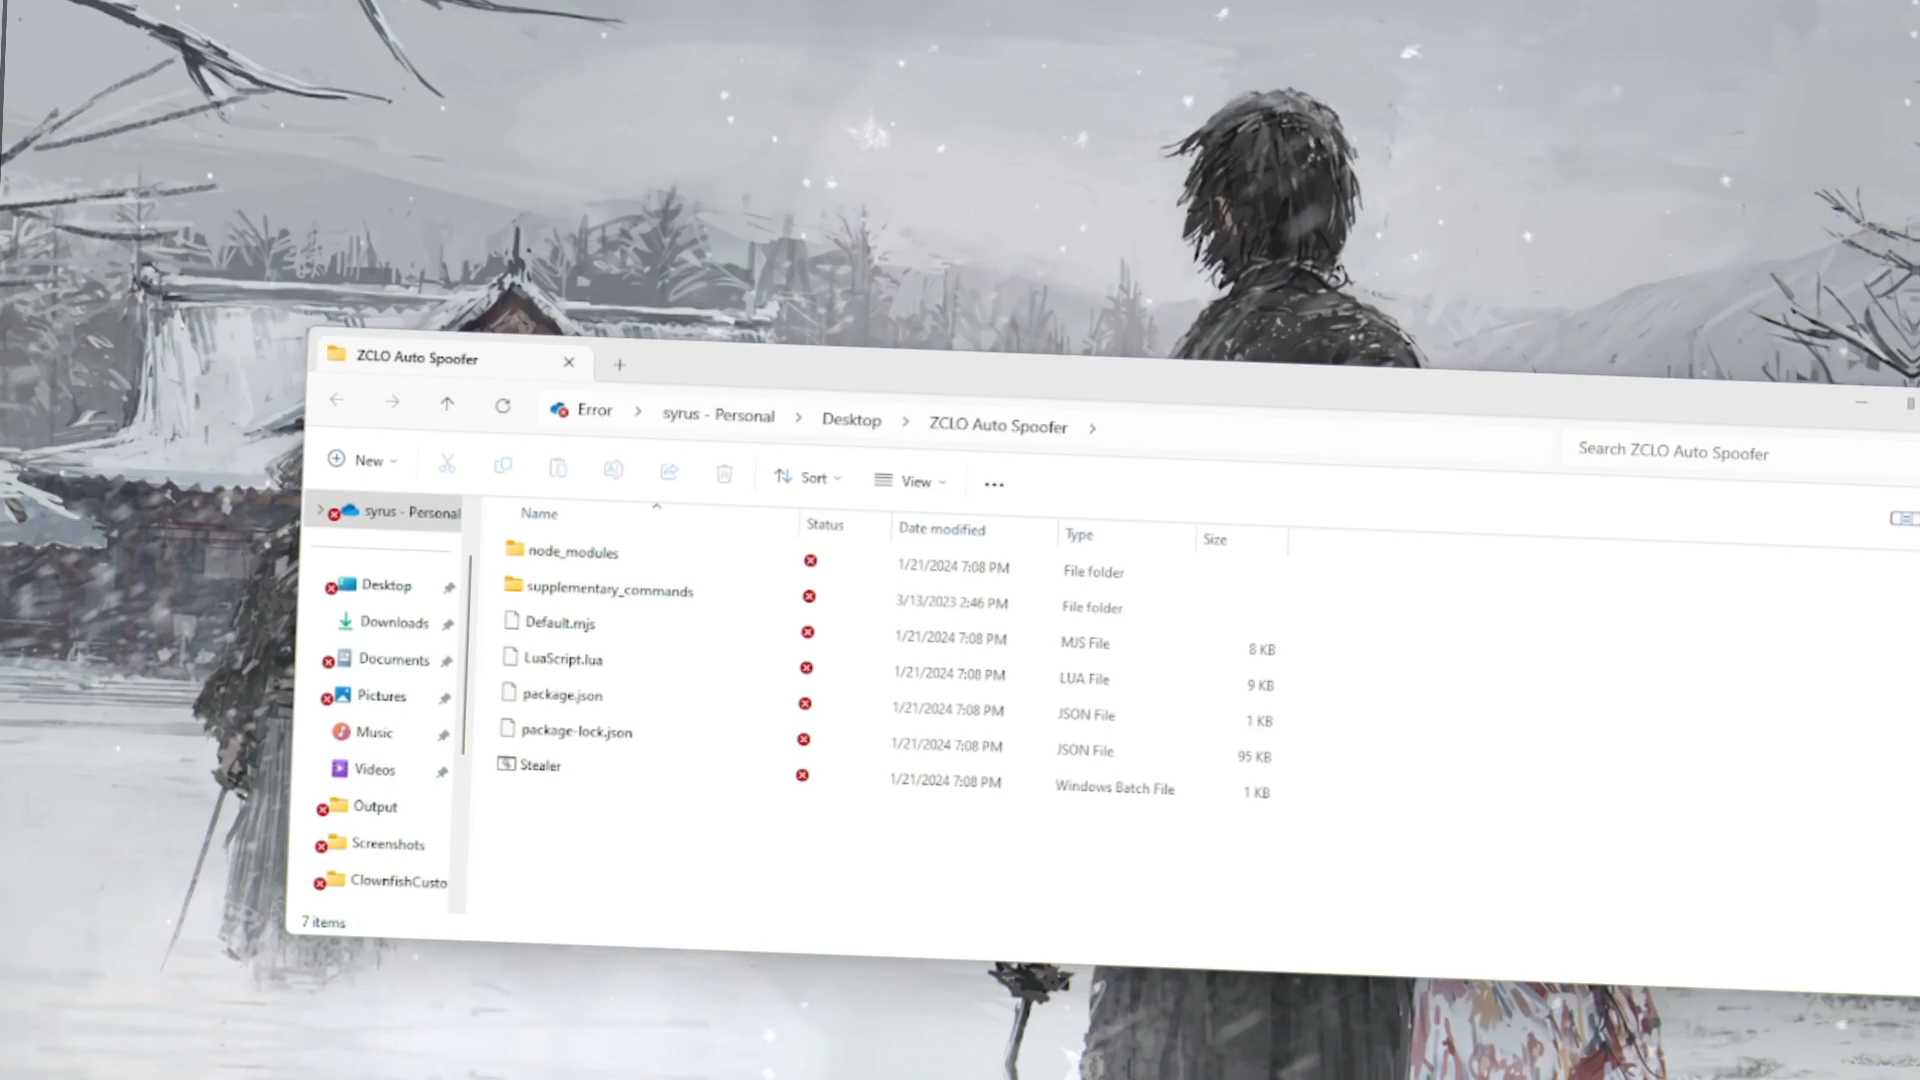 ZCLO Auto Spoofer
Error > syrus - Personal > Desktop > ZCLO Auto Spoofer >
Search ZCLO Auto Spoofer
New
Sort
View
syrus - Personal
Name Status Date modified Type Size
node_modules 1/21/2024 7:08 PM File folder
supplementary_commands 3/13/2023 2:46 PM File folder
Default.mjs 1/21/2024 7:08 PM MJS File 8 KB
LuaScript.lua 1/21/2024 7:08 PM LUA File 9 KB
package.json 1/21/2024 7:08 PM JSON File 1 KB
package-lock.json 1/21/2024 7:08 PM JSON File 95 KB
Stealer 1/21/2024 7:08 PM Windows Batch File 1 KB
Desktop
Downloads
Documents
Pictures
Music
Videos
Output
Screenshots
ClownfishCusto
7 items